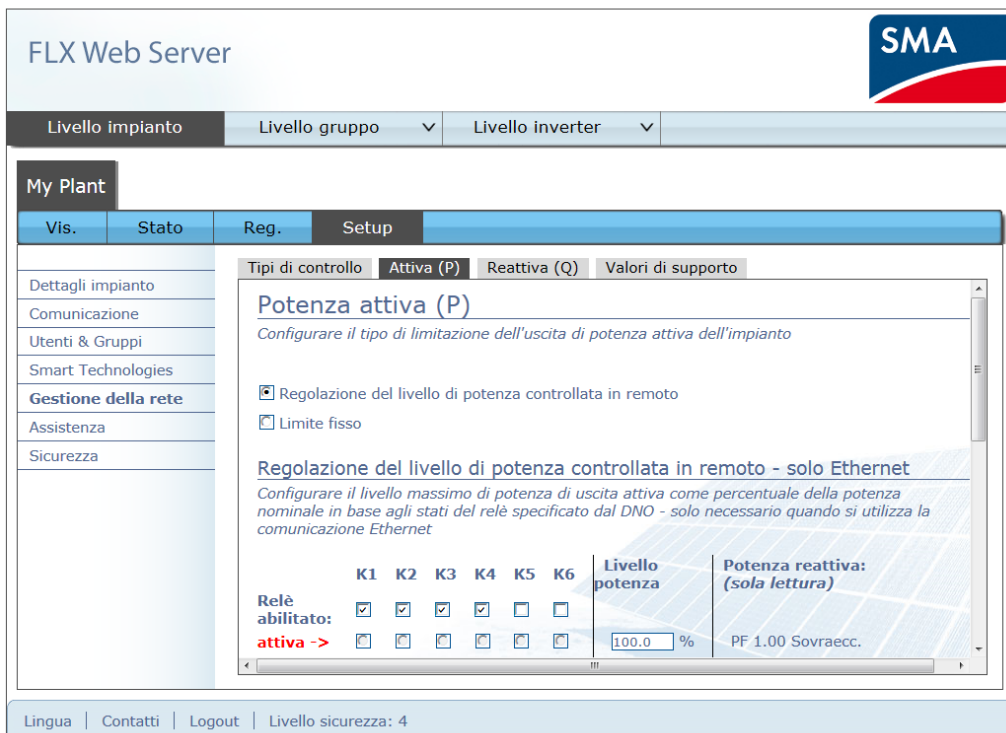 FLX Web Server
SMA
Livello impianto
Livello gruppo
Livello inverter
My Plant
Vis.
Stato
Reg.
Setup
Dettagli impianto
Comunicazione
Utenti & Gruppi
Smart Technologies
Gestione della rete
Assistenza
Sicurezza
Tipi di controllo
Attiva (P)
Reattiva (Q)
Valori di supporto
Potenza attiva (P)
Configurare il tipo di limitazione dell'uscita di potenza attiva dell'impianto
Regolazione del livello di potenza controllata in remoto
Limite fisso
Regolazione del livello di potenza controllata in remoto - solo Ethernet
Configurare il livello massimo di potenza di uscita attiva come percentuale della potenza
nominale in base agli stati del relè specificato dal DNO - solo necessario quando si utilizza la
comunicazione Ethernet
K1 K2 K3 K4 K5 K6
Livello
potenza
Potenza reattiva:
(sola lettura)
Relè
abilitato:
attiva -> 100.0 % PF 1.00 Sovraecc.
Lingua | Contatti | Logout | Livello sicurezza: 4